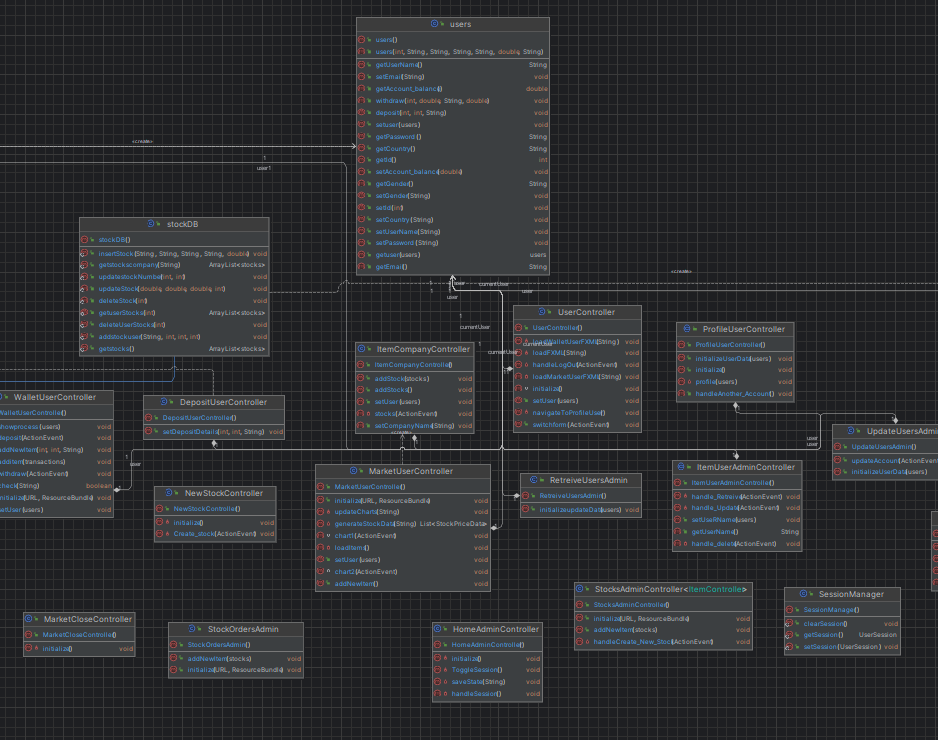 users
users()
users(int, String, String, String, String, double, String)
getUserName() String
setEmail(String) void
getAccount_balanc() double
withdraw(int, double, String, double) void
deposit(int, int, String) void
setuser(users) void
getPassword() String
getCountry() String
getId() int
setAccount_balance(double) void
getGender() String
setGender(String) void
setId(int) void
setCountry(String) void
setUserName(String) void
setPassword(String) void
getuser(users) users
getEmail() String
«create»
1
user1
stockDB
stockDB()
insertStock(String, String, String, String, double) void
getstockscompany(String) ArrayList<stocks>
updatestockNumber(int, int) void
updateStock(double, double, double, int) void
deleteStock(int) void
getuserStocks(int) ArrayList<stocks>
deleteUserStocks(int) void
addstockuser(String, int, int, int) void
getstocks() ArrayList<stocks>
«create»
1
1
user
user
currentUser
user
1
currentUser
currentUser
UserController
UserController()
loadWalletUserFXML(String) void
loadFXML(String) void
handleLogOut(ActionEvent) void
loadMarketUserFXML(String) void
initialize() void
setUser(users) void
navigateToProfileUser() void
switchform(ActionEvent) void
ProfileUserController
ProfileUserController()
initializeUserData(users) void
initialize() void
profile(users) void
handleAnother_Account() void
ItemCompanyController
ItemCompanyController()
addStock(stocks) void
addStocks() void
setUser(users) void
stocks(ActionEvent) void
setCompanyName(String) void
«create»
WalletUserController
WalletUserController()
showprocess(users) void
deposit(ActionEvent) void
addNewItem(int, int, String) void
additem(transactions) void
withdraw(ActionEvent) void
check(String) boolean
initialize(URL, ResourceBundle) void
setUser(users) void
1
user
DepositUserController
DepositUserController()
setDepositDetails(int, int, String) void
UpdateUsersAdmi
UpdateUsersAdmin()
updateAccount(ActionEvent
initializeUserData(users)
user
user
MarketUserController
MarketUserController()
initialize(URL, ResourceBundle) void
updateCharts(String) void
generateStockData(String) List<StockPriceData>
chart1(ActionEvent) void
loadItem() void
setUser(users) void
chart2(ActionEvent) void
addNewItem() void
RetreiveUsersAdmin
RetreiveUsersAdmin()
initializeupdateData(users) void
ItemUserAdminController
ItemUserAdminController()
handle_Retreive(ActionEvent) void
handle_Update(ActionEvent) void
setUseRName(users) void
getUserName() String
handle_delete(ActionEvent) void
NewStockController
NewStockController()
initialize() void
Create_stock(ActionEvent) void
StocksAdminController<ItemController>
StocksAdminController()
initialize(URL, ResourceBundle) void
addNewItem(stocks) void
handleCreate_New_Stock(ActionEvent) void
SessionManager
SessionManager()
clearSession() void
getSession() UserSession
setSession(UserSession) void
MarketCloseController
MarketCloseController()
initialize() void
StockOrdersAdmin
StockOrdersAdmin()
addNewItem(stocks) void
initialize(URL, ResourceBundle) void
HomeAdminController
HomeAdminController()
initialize() void
ToggleSession() void
saveState(String) void
handleSession() void